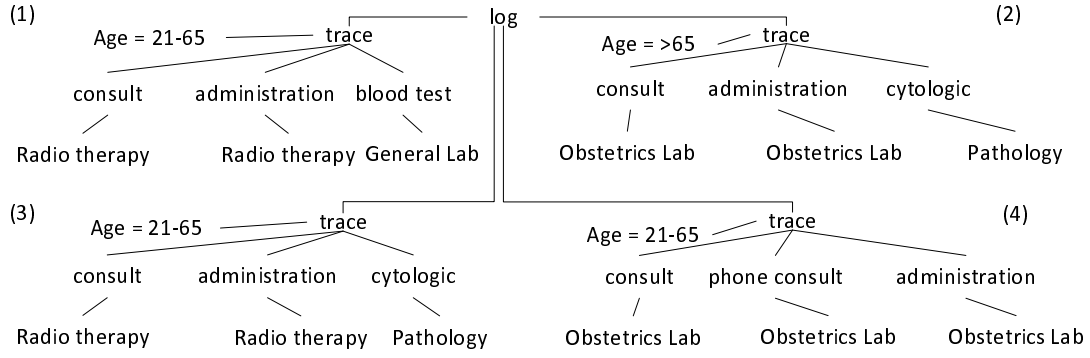 (1) log (2)
Age = 21-65 trace Age = >65 trace
consult administration blood test consult administration cytologic
Radio therapy Radio therapy General Lab Obstetrics Lab Obstetrics Lab Pathology
(3) Age = 21-65 trace Age = 21-65 trace (4)
consult administration cytologic consult phone consult administration
Radio therapy Radio therapy Pathology Obstetrics Lab Obstetrics Lab Obstetrics Lab